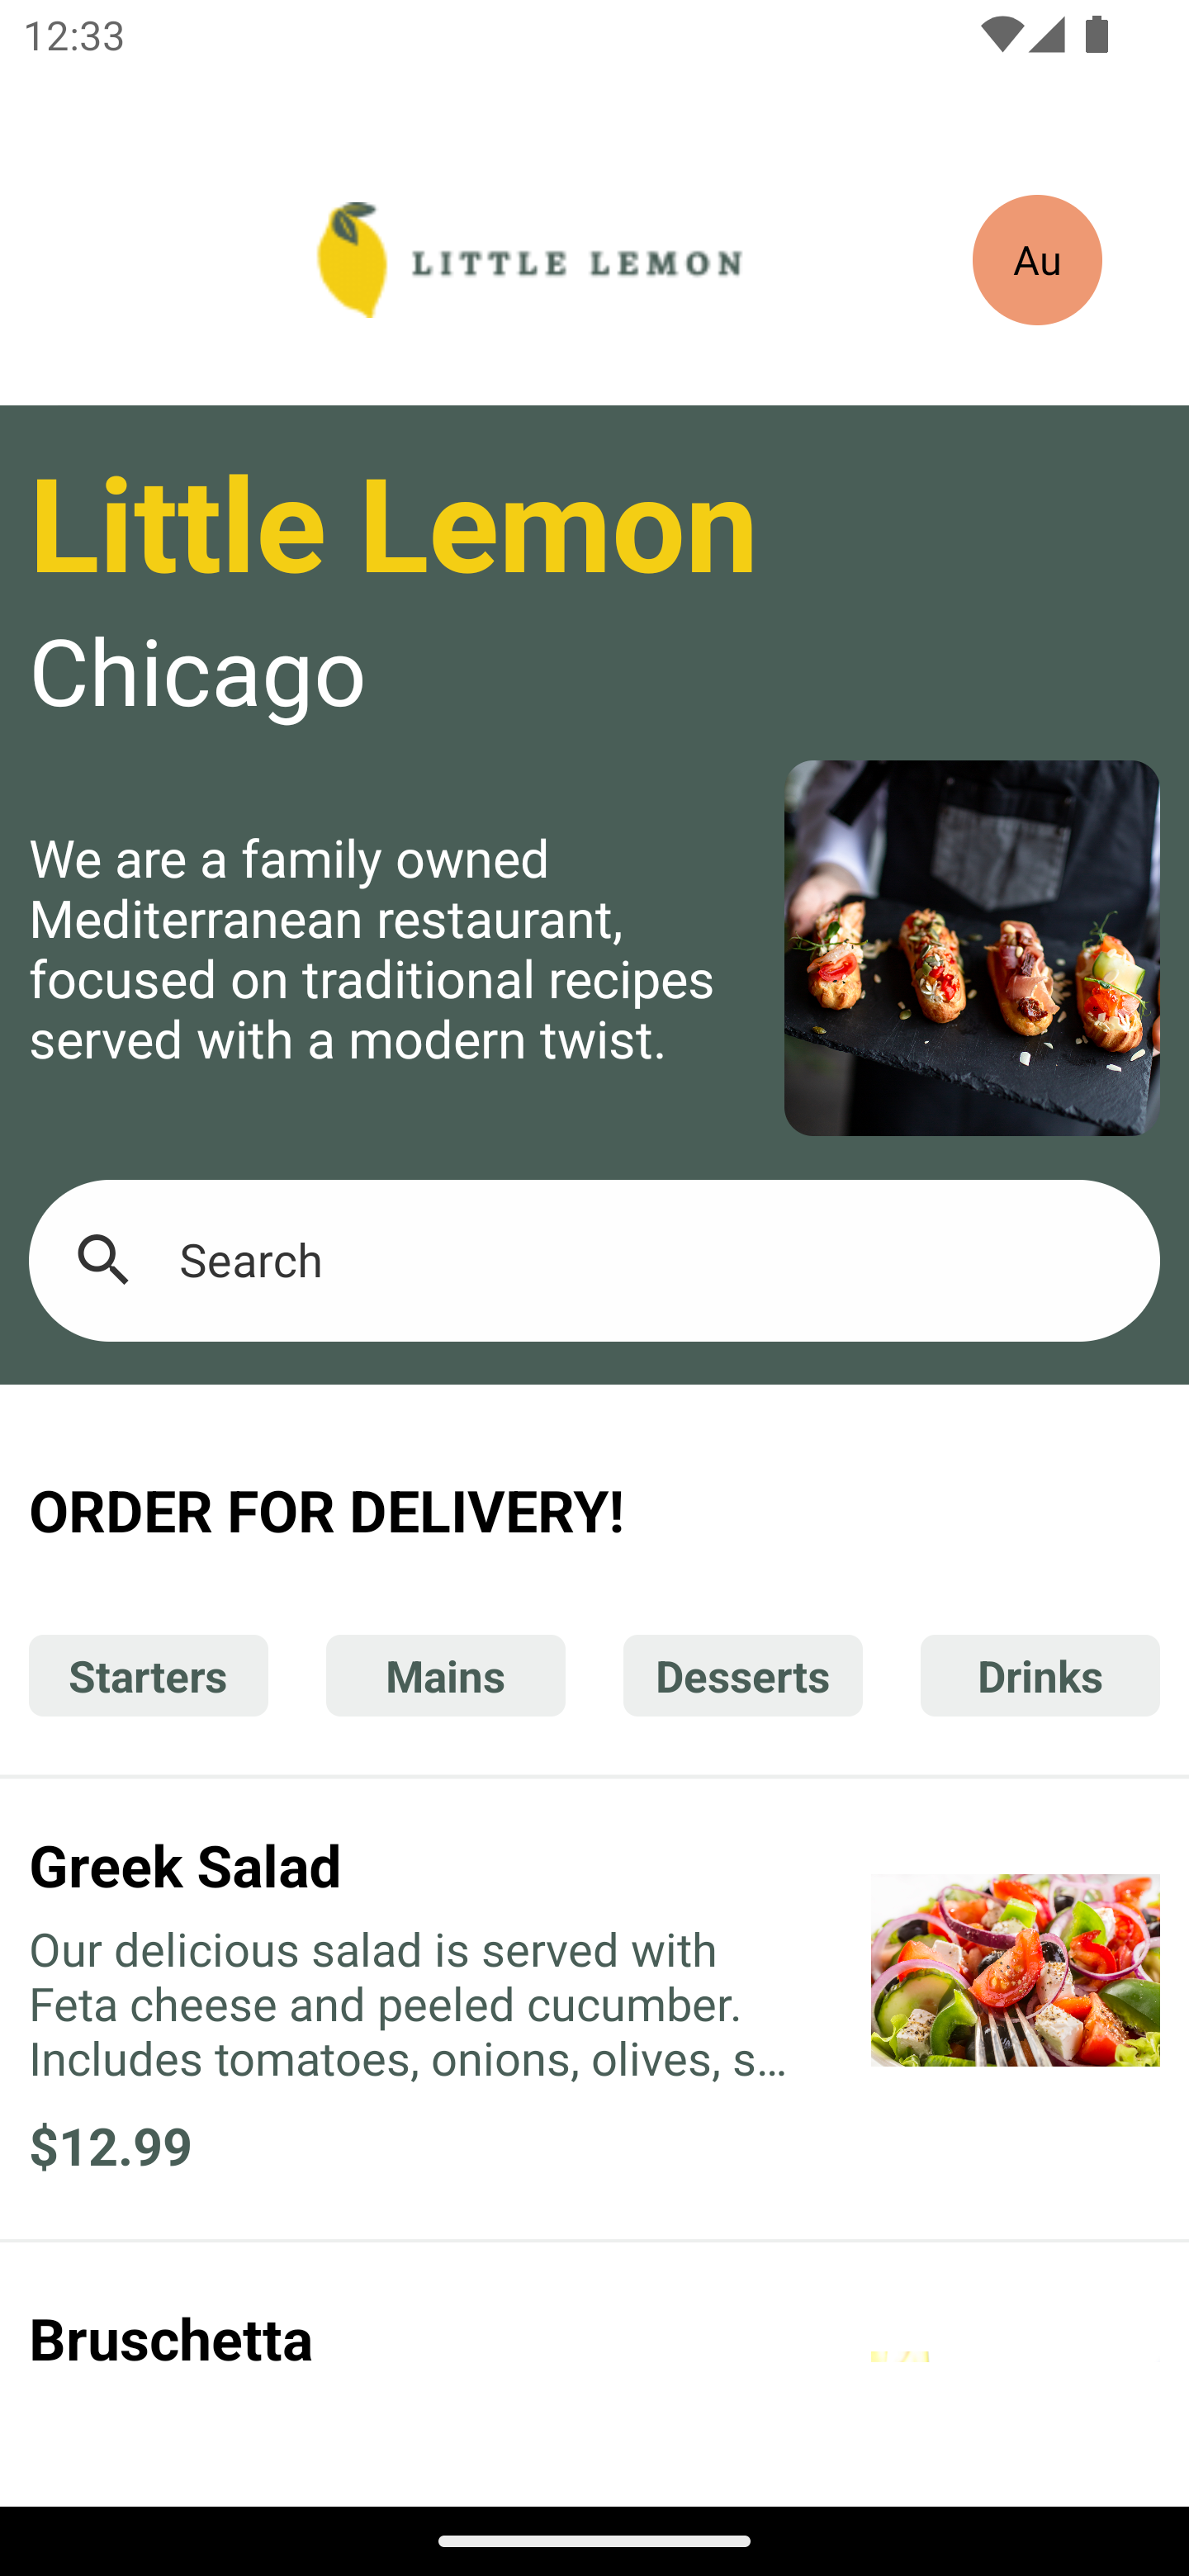 12:33
LITTLE LEMON
Au
Little Lemon
Chicago
We are a family owned
Mediterranean restaurant,
focused on traditional recipes
served with a modern twist.
Search
ORDER FOR DELIVERY!
Starters
Mains
Desserts
Drinks
Greek Salad
Our delicious salad is served with
Feta cheese and peeled cucumber.
Includes tomatoes, onions, olives, s...
$12.99
Bruschetta